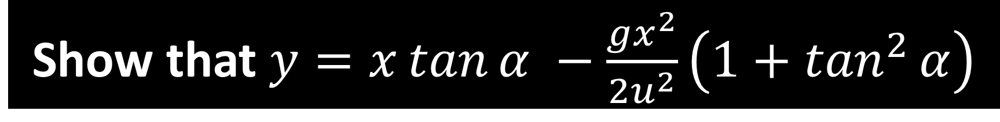 Show that y = x tan α − gx²/2u² (1 + tan² α)